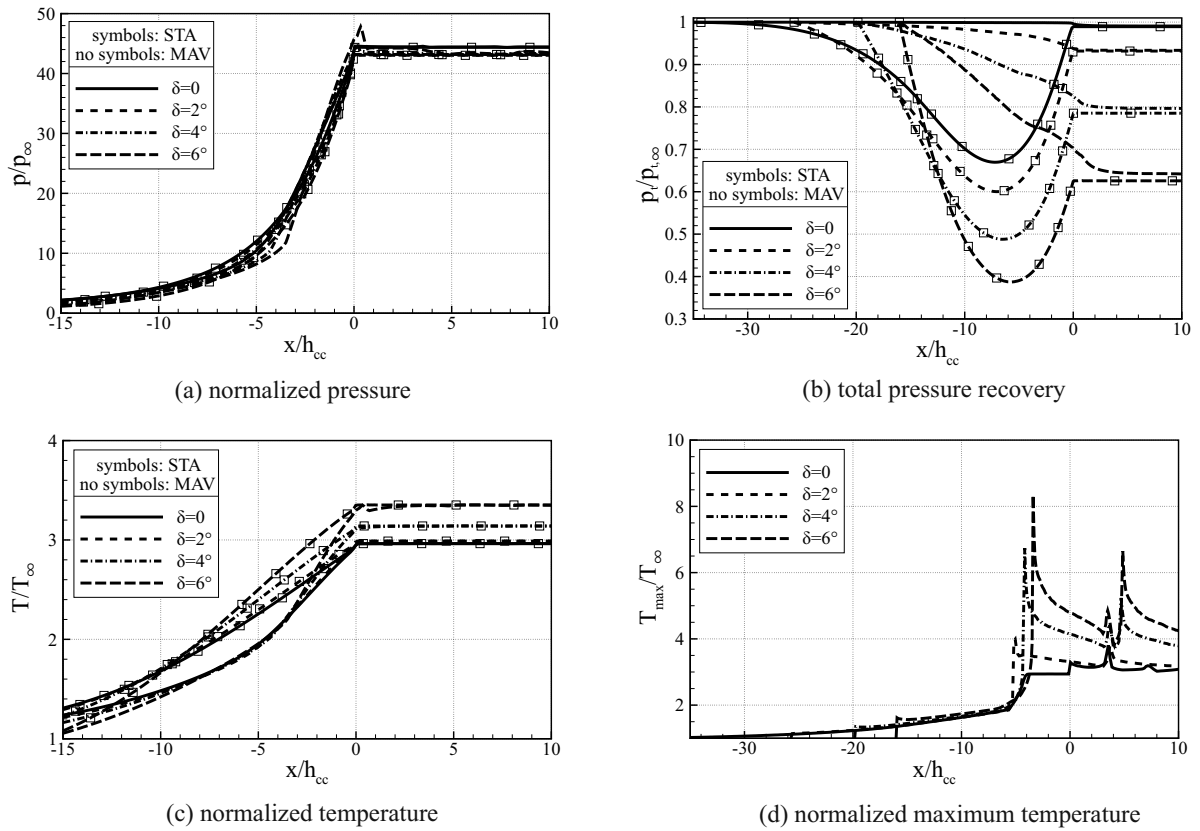 50
40
30
20
10
0
p/p∞
symbols: STA
no symbols: MAV
δ=0
δ=2°
δ=4°
δ=6°
-15 -10 -5 0 5 10
x/hcc
(a) normalized pressure
1
0.9
0.8
0.7
0.6
0.5
0.4
0.3
pt/pt,∞
symbols: STA
no symbols: MAV
δ=0
δ=2°
δ=4°
δ=6°
-30 -20 -10 0 10
x/hcc
(b) total pressure recovery
4
3
2
1
T/T∞
symbols: STA
no symbols: MAV
δ=0
δ=2°
δ=4°
δ=6°
-15 -10 -5 0 5 10
x/hcc
(c) normalized temperature
10
8
6
4
2
Tmax/T∞
δ=0
δ=2°
δ=4°
δ=6°
-30 -20 -10 0 10
x/hcc
(d) normalized maximum temperature